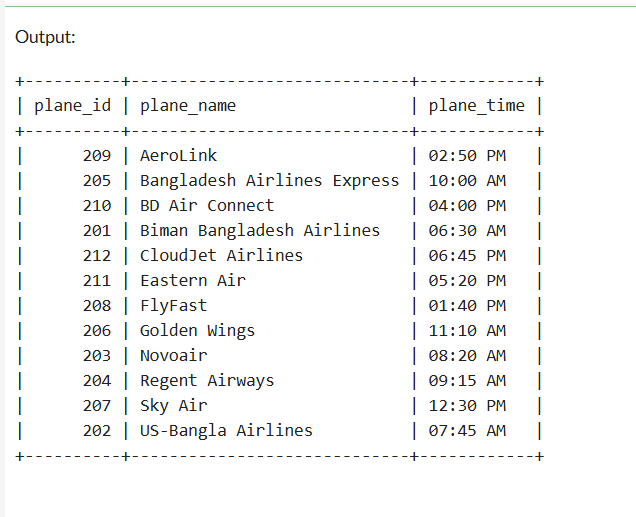 Output:
+----------+-----------------------------+------------+
| plane_id | plane_name                  | plane_time |
+----------+-----------------------------+------------+
|      209 | AeroLink                    | 02:50 PM   |
|      205 | Bangladesh Airlines Express | 10:00 AM   |
|      210 | BD Air Connect              | 04:00 PM   |
|      201 | Biman Bangladesh Airlines   | 06:30 AM   |
|      212 | CloudJet Airlines           | 06:45 PM   |
|      211 | Eastern Air                 | 05:20 PM   |
|      208 | FlyFast                     | 01:40 PM   |
|      206 | Golden Wings                | 11:10 AM   |
|      203 | Novoair                     | 08:20 AM   |
|      204 | Regent Airways              | 09:15 AM   |
|      207 | Sky Air                     | 12:30 PM   |
|      202 | US-Bangla Airlines          | 07:45 AM   |
+----------+-----------------------------+------------+